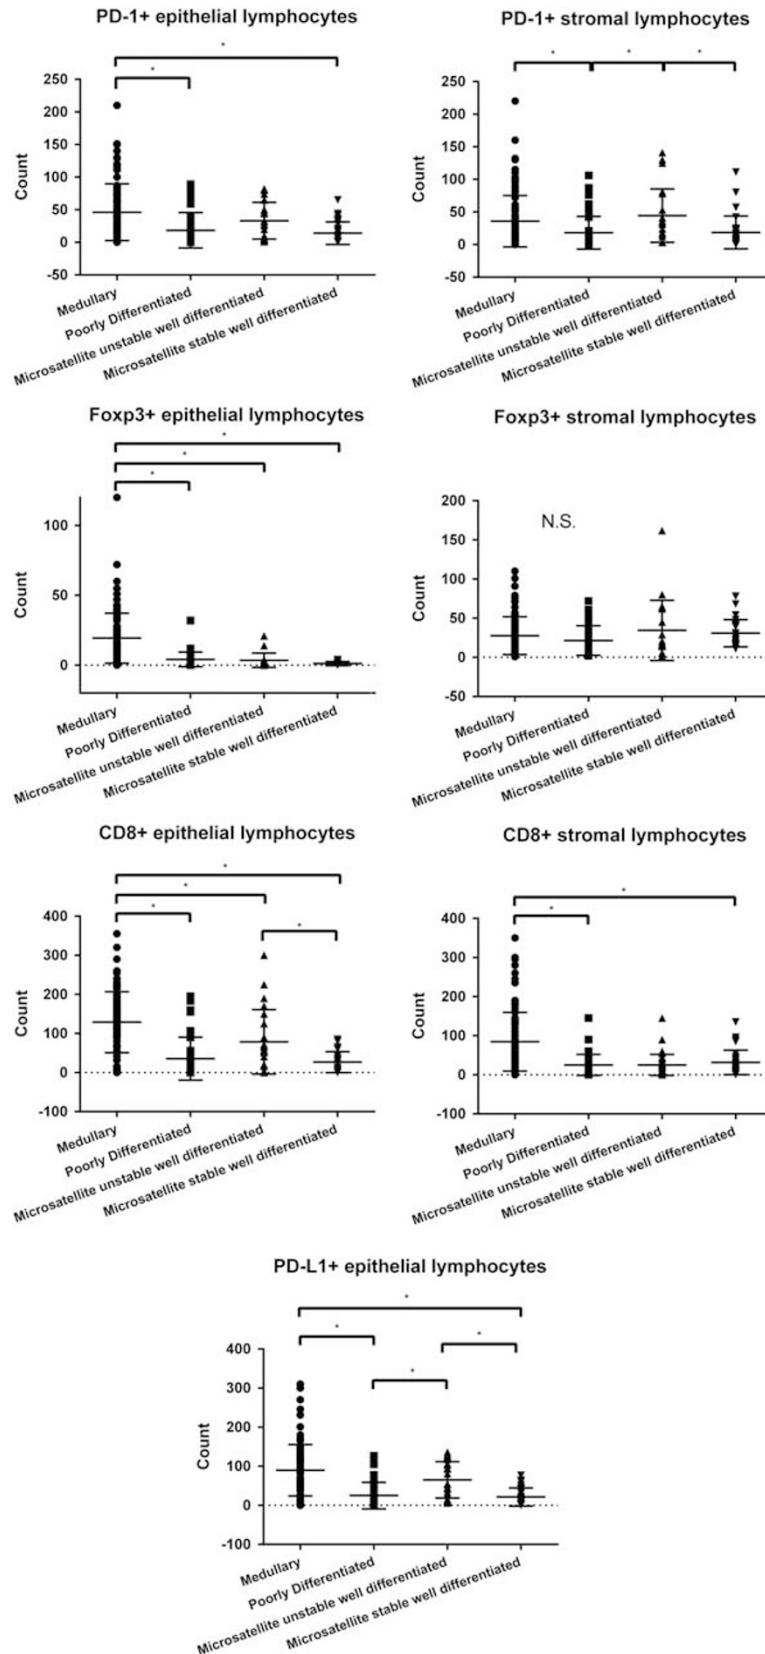 PD-1+ epithelial lymphocytes
*
*
250
200
150
100
50
0
-50
Count
Medullary
Poorly Differentiated
Microsatellite unstable well differentiated
Microsatellite stable well differentiated
PD-1+ stromal lymphocytes
*
*
*
250
200
150
100
50
0
-50
Count
Medullary
Poorly Differentiated
Microsatellite unstable well differentiated
Microsatellite stable well differentiated
Foxp3+ epithelial lymphocytes
*
*
*
100
50
0
Count
Medullary
Poorly Differentiated
Microsatellite unstable well differentiated
Microsatellite stable well differentiated
Foxp3+ stromal lymphocytes
N.S.
200
150
100
50
0
-50
Count
Medullary
Poorly Differentiated
Microsatellite unstable well differentiated
Microsatellite stable well differentiated
CD8+ epithelial lymphocytes
*
*
*
*
400
300
200
100
0
-100
Count
Medullary
Poorly Differentiated
Microsatellite unstable well differentiated
Microsatellite stable well differentiated
CD8+ stromal lymphocytes
*
*
400
300
200
100
0
-100
Count
Medullary
Poorly Differentiated
Microsatellite unstable well differentiated
Microsatellite stable well differentiated
PD-L1+ epithelial lymphocytes
*
*
*
*
400
300
200
100
0
-100
Count
Medullary
Poorly Differentiated
Microsatellite unstable well differentiated
Microsatellite stable well differentiated